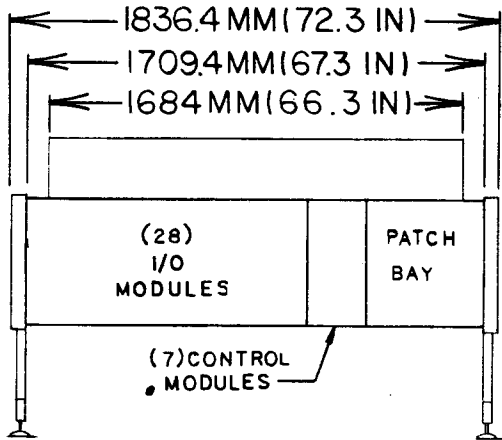 1836.4 MM(72.3 IN)
1709.4 MM(67.3 IN)
1684 MM(66.3 IN)
(28)
I/O
MODULES
PATCH
BAY
(7) CONTROL
MODULES